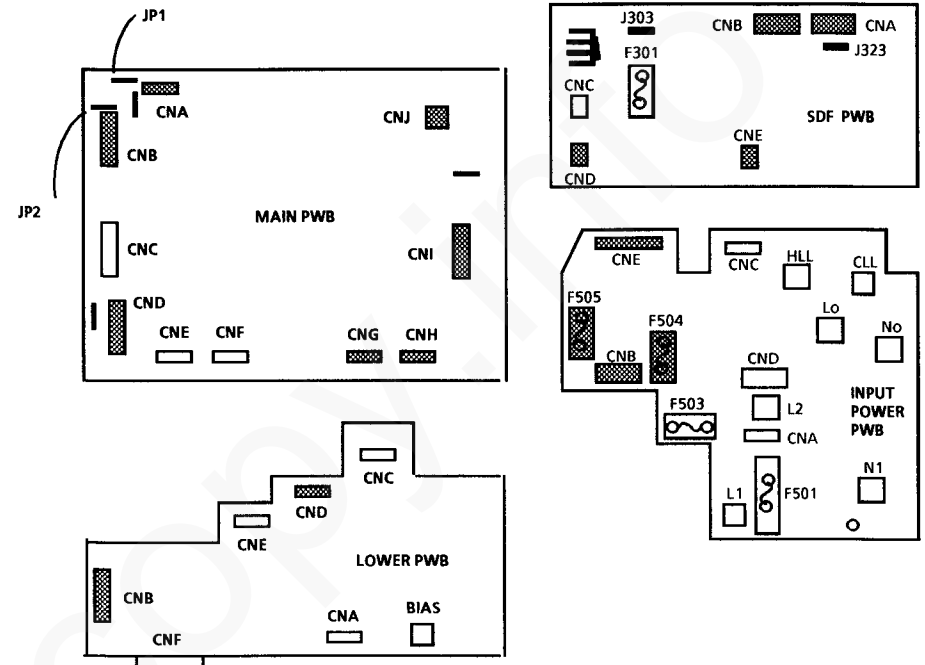 JP1
CNA
CNB
JP2
CNC
CND
CNE
CNF
CNG
CNH
CNI
CNJ
MAIN PWB
J303
F301
CNB
CNA
J323
CNC
SDF PWB
CNE
CND
CNE
CNC
HLL
CLL
F505
F504
Lo
No
CNB
CND
F503
L2
INPUT
POWER
PWB
CNA
N1
L1
F501
CNC
CND
CNE
LOWER PWB
CNB
CNA
BIAS
CNF
copy.info